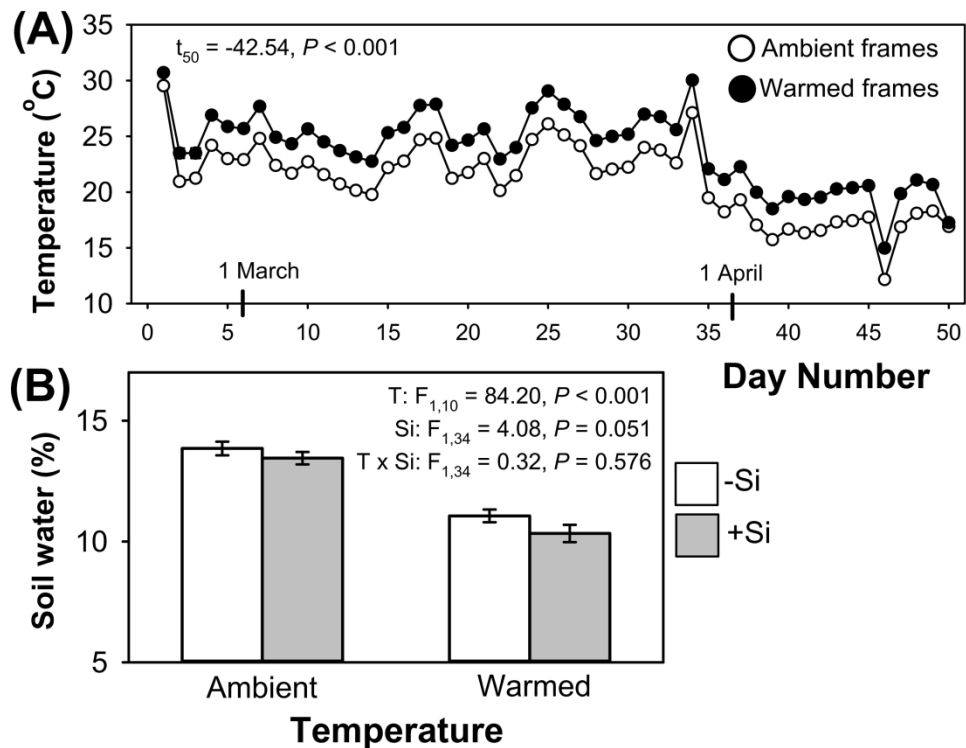 (A)
t50 = -42.54, P < 0.001
Ambient frames
Warmed frames
Temperature (°C)
35
30
25
20
15
10
1 March
1 April
0 5 10 15 20 25 30 35 40 45 50
Day Number
(B)
T: F1,10 = 84.20, P < 0.001
Si: F1,34 = 4.08, P = 0.051
T x Si: F1,34 = 0.32, P = 0.576
Soil water (%)
15
10
5
-Si
+Si
Ambient Warmed
Temperature